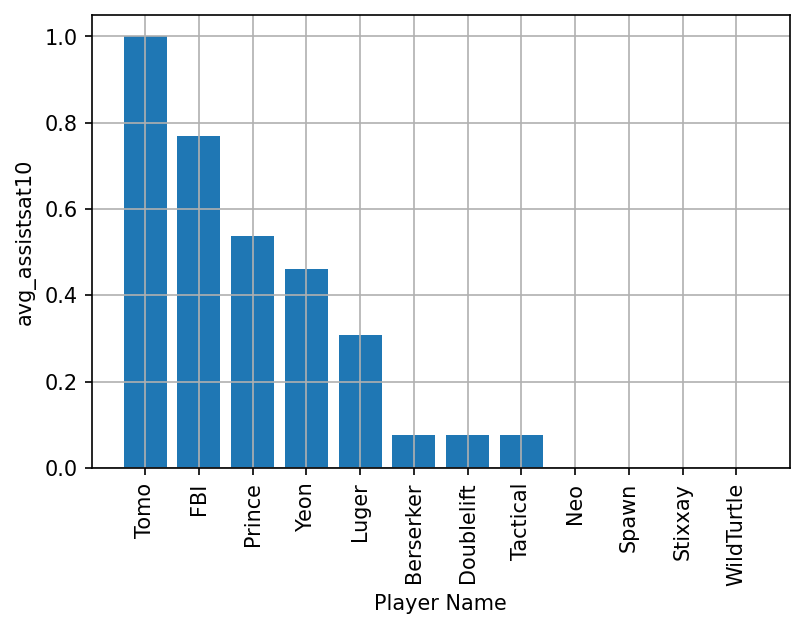 1.0
0.8
0.6
0.4
0.2
0.0
avg_assistsat10
Tomo
FBI
Prince
Yeon
Luger
Berserker
Doublelift
Tactical
Neo
Spawn
Stixxay
WildTurtle
Player Name